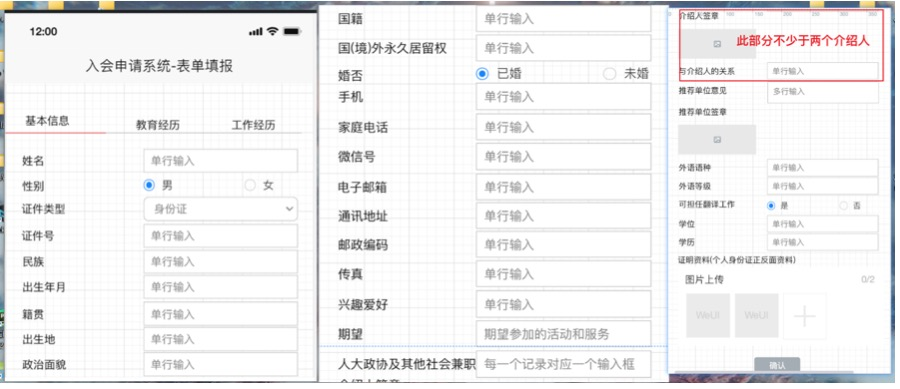 12:00
入会申请系统-表单填报
基本信息
教育经历
工作经历
姓名 单行输入
性别 男 女
证件类型 身份证
证件号 单行输入
民族 单行输入
出生年月 单行输入
籍贯 单行输入
出生地 单行输入
政治面貌 单行输入
国籍 单行输入
国(境)外永久居留权 单行输入
婚否 已婚 未婚
手机 单行输入
家庭电话 单行输入
微信号 单行输入
电子邮箱 单行输入
通讯地址 单行输入
邮政编码 单行输入
传真 单行输入
兴趣爱好 单行输入
期望 期望参加的活动和服务
人大政协及其他社会兼职 每一个记录对应一个输入框
介绍人签章
此部分不少于两个介绍人
与介绍人的关系 单行输入
推荐单位意见 多行输入
推荐单位签章
外语语种 单行输入
外语等级 单行输入
可担任翻译工作 是 否
学位 单行输入
学历 单行输入
证明资料(个人身份证正反面资料)
图片上传 0/2
WeUI WeUI
确认